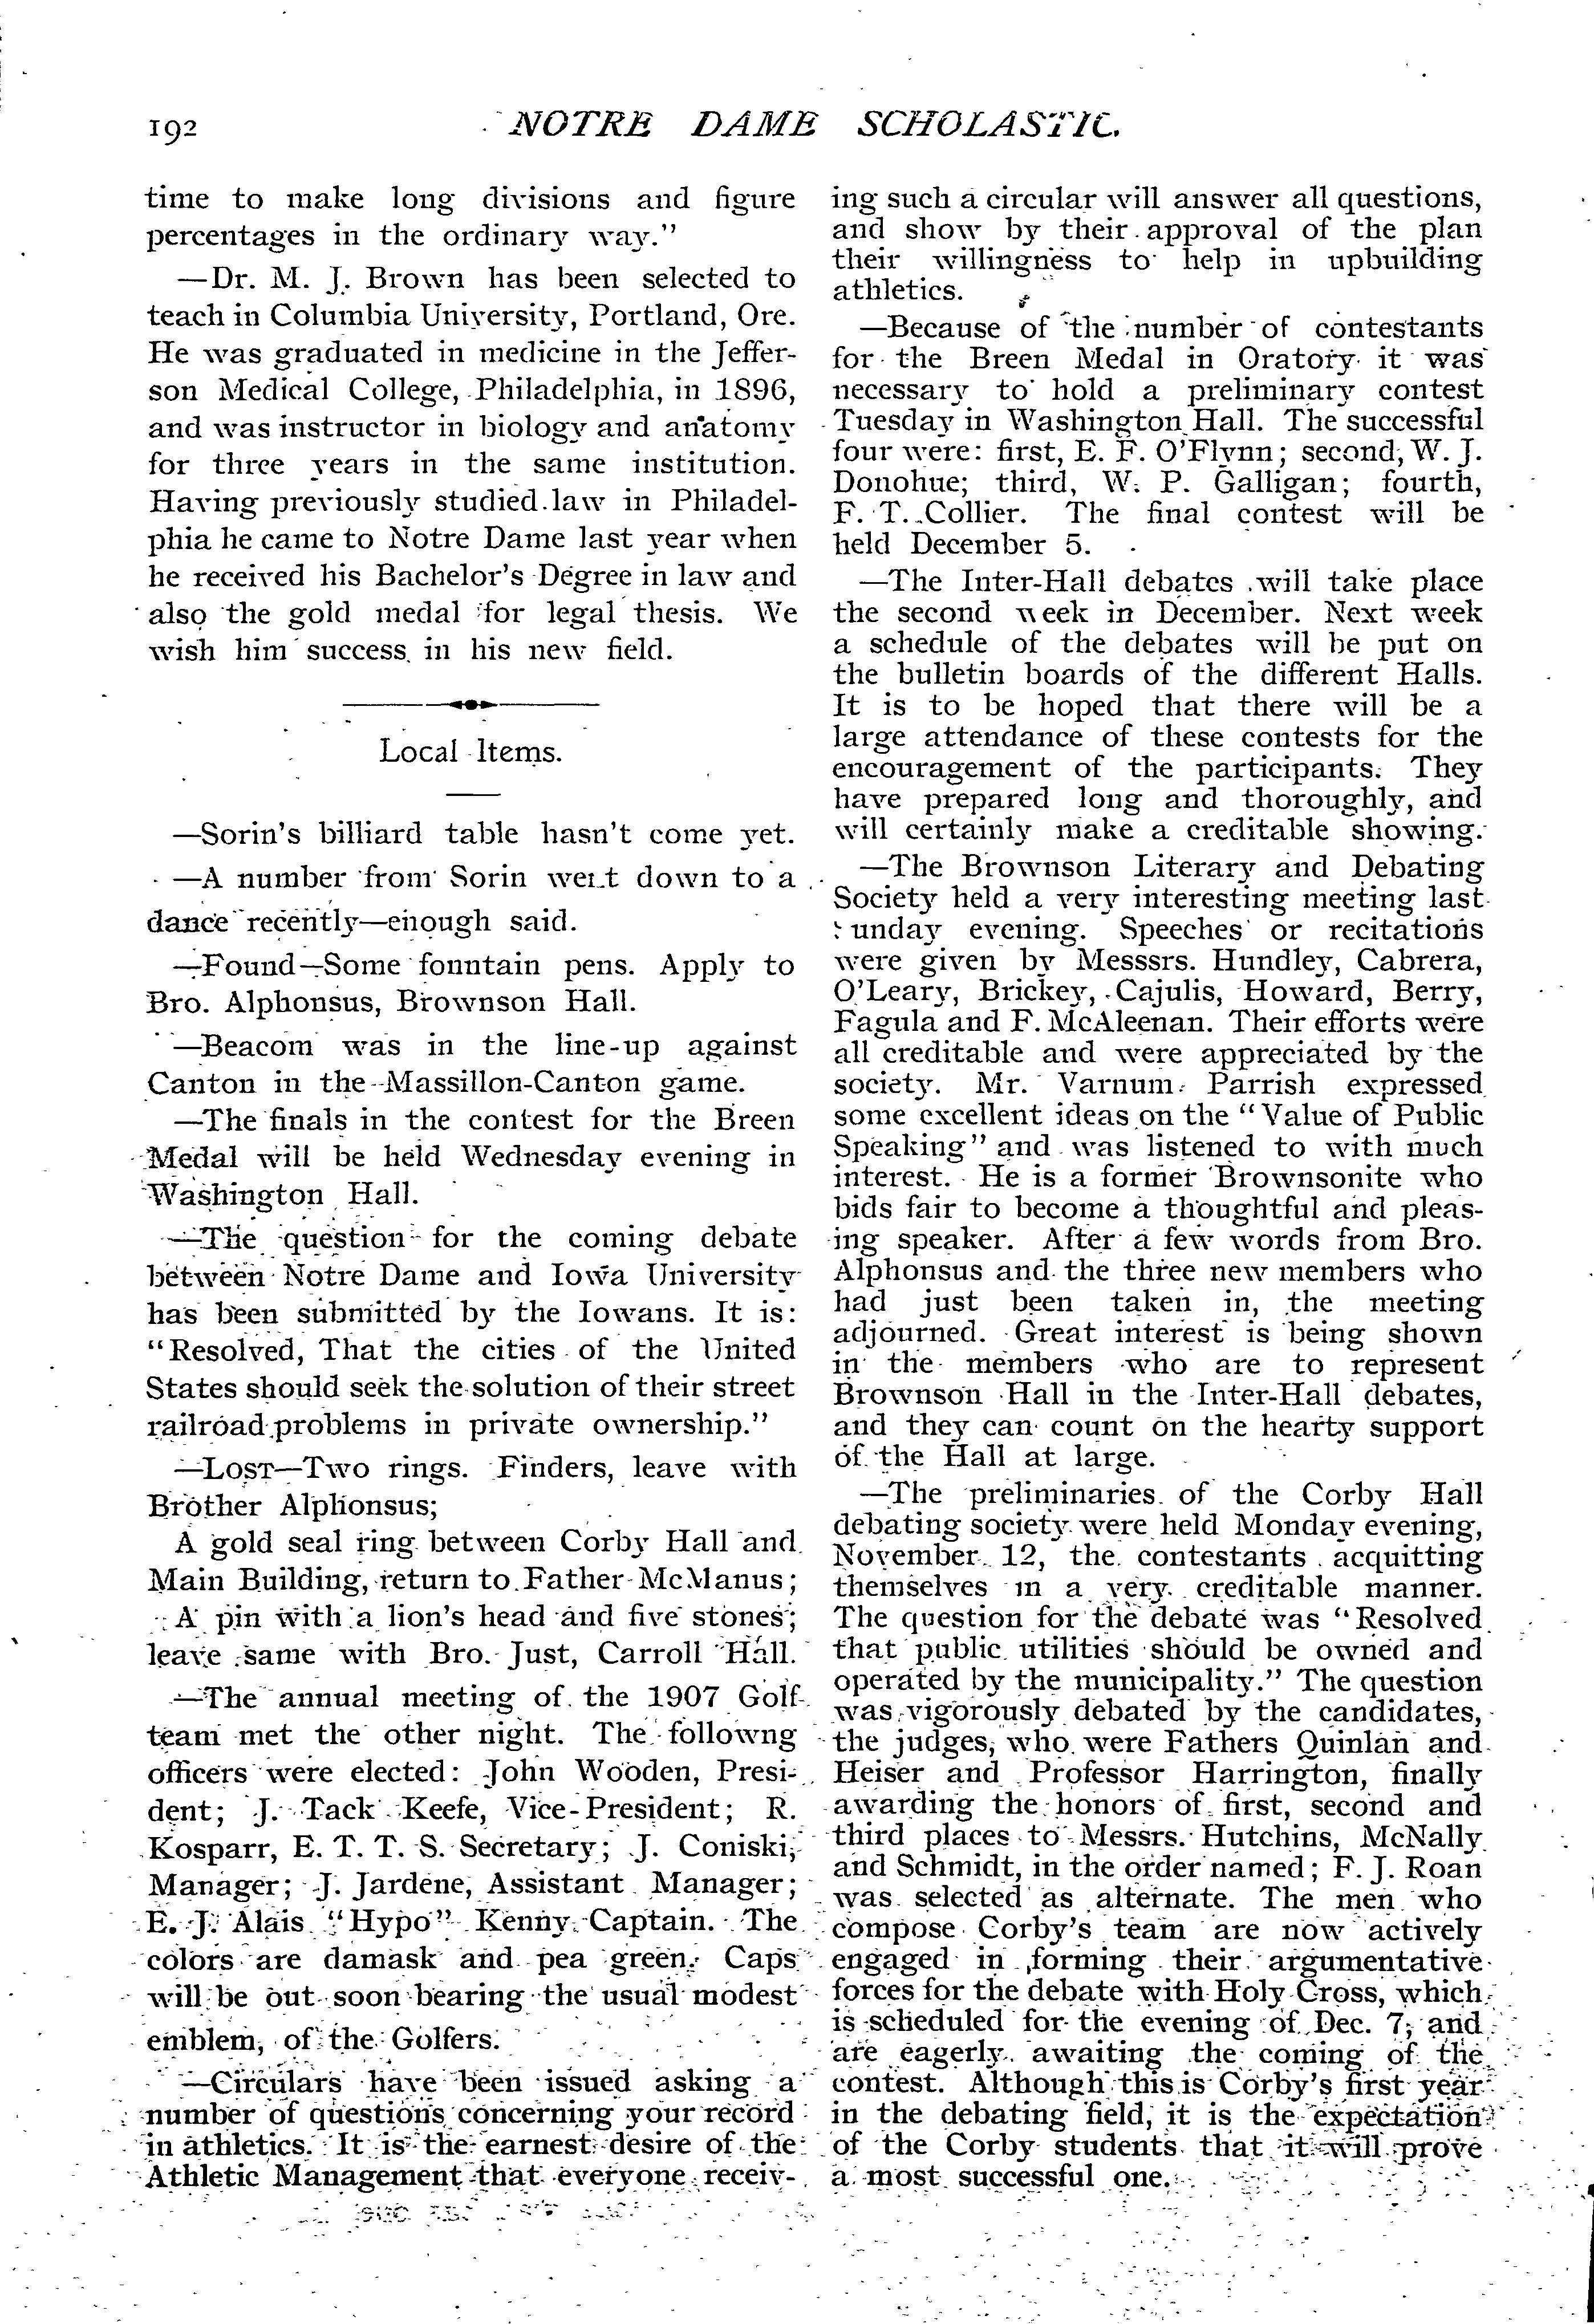 192 NOTRE DAME SCHOLASTIC.
time to make long divisions and figure
percentages in the ordinary way."
—Dr. M. J. Brown has been selected to
teach in Columbia University, Portland, Ore.
He was graduated in medicine in the Jeffer-
son Medical College, Philadelphia, in 1896,
and was instructor in biology and anatomy
for three years in the same institution.
Having previously studied law in Philadel-
phia he came to Notre Dame last year when
he received his Bachelor's Degree in law and
also the gold medal for legal thesis. We
wish him success in his new field.
Local Items.
—Sorin's billiard table hasn't come yet.
—A number from Sorin went down to a
dance recently—enough said.
—Found—Some fonntain pens. Apply to
Bro. Alphonsus, Brownson Hall.
—Beacom was in the line-up against
Canton in the Massillon-Canton game.
—The finals in the contest for the Breen
Medal will be held Wednesday evening in
Washington Hall.
—The question for the coming debate
between Notre Dame and Iowa University
has been submitted by the Iowans. It is:
"Resolved, That the cities of the United
States should seek the solution of their street
railroad problems in private ownership."
—LOST—Two rings. Finders, leave with
Brother Alphonsus;
A gold seal ring between Corby Hall and
Main Building, return to Father McManus;
A pin with a lion's head and five stones;
leave same with Bro. Just, Carroll Hall.
—The annual meeting of the 1907 Golf
team met the other night. The followng
officers were elected: John Wooden, Presi-
dent; J. Tack Keefe, Vice-President; R.
Kosparr, E. T. T. S. Secretary; J. Coniski,
Manager; J. Jardene, Assistant Manager;
E. J. Alais "Hypo" Kenny, Captain. The
colors are damask and pea green. Caps
will be out soon bearing the usual modest
emblem, of the Golfers.
—Circulars have been issued asking a
number of questions concerning your record
in athletics. It is the earnest desire of the
Athletic Management that everyone receiv-
ing such a circular will answer all questions,
and show by their approval of the plan
their willingness to help in upbuilding
athletics.
—Because of the number of contestants
for the Breen Medal in Oratory it was
necessary to hold a preliminary contest
Tuesday in Washington Hall. The successful
four were: first, E. F. O'Flynn; second, W. J.
Donohue; third, W. P. Galligan; fourth,
F. T. Collier. The final contest will be
held December 5.
—The Inter-Hall debates will take place
the second week in December. Next week
a schedule of the debates will be put on
the bulletin boards of the different Halls.
It is to be hoped that there will be a
large attendance of these contests for the
encouragement of the participants. They
have prepared long and thoroughly, and
will certainly make a creditable showing.
—The Brownson Literary and Debating
Society held a very interesting meeting last
Sunday evening. Speeches or recitations
were given by Messsrs. Hundley, Cabrera,
O'Leary, Brickey, Cajulis, Howard, Berry,
Fagula and F. McAleenan. Their efforts were
all creditable and were appreciated by the
society. Mr. Varnum Parrish expressed
some excellent ideas on the "Value of Public
Speaking" and was listened to with much
interest. He is a former Brownsonite who
bids fair to become a thoughtful and pleas-
ing speaker. After a few words from Bro.
Alphonsus and the three new members who
had just been taken in, the meeting
adjourned. Great interest is being shown
in the members who are to represent
Brownson Hall in the Inter-Hall debates,
and they can count on the hearty support
of the Hall at large.
—The preliminaries of the Corby Hall
debating society were held Monday evening,
November 12, the contestants acquitting
themselves in a very creditable manner.
The question for the debate was "Resolved
that public utilities should be owned and
operated by the municipality." The question
was vigorously debated by the candidates,
the judges, who were Fathers Quinlan and
Heiser and Professor Harrington, finally
awarding the honors of first, second and
third places to Messrs. Hutchins, McNally
and Schmidt, in the order named; F. J. Roan
was selected as alternate. The men who
compose Corby's team are now actively
engaged in forming their argumentative
forces for the debate with Holy Cross, which
is scheduled for the evening of Dec. 7, and
are eagerly awaiting the coming of the
contest. Although this is Corby's first year
in the debating field, it is the expectation
of the Corby students that it will prove
a most successful one.